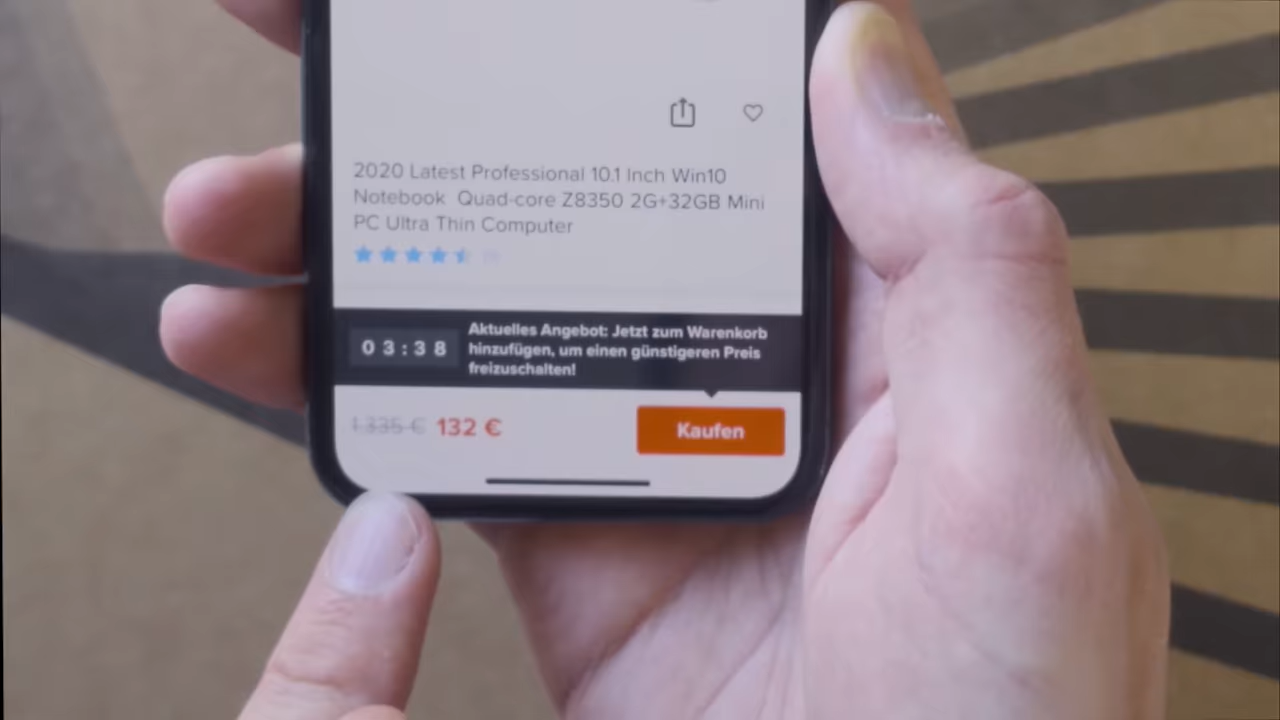 2020 Latest Professional 10.1 Inch Win10
Notebook Quad-core Z8350 2G+32GB Mini
PC Ultra Thin Computer
03:38
Aktuelles Angebot: Jetzt zum Warenkorb
hinzufügen, um einen günstigeren Preis
freizuschalten!
1.335 € 132 €
Kaufen